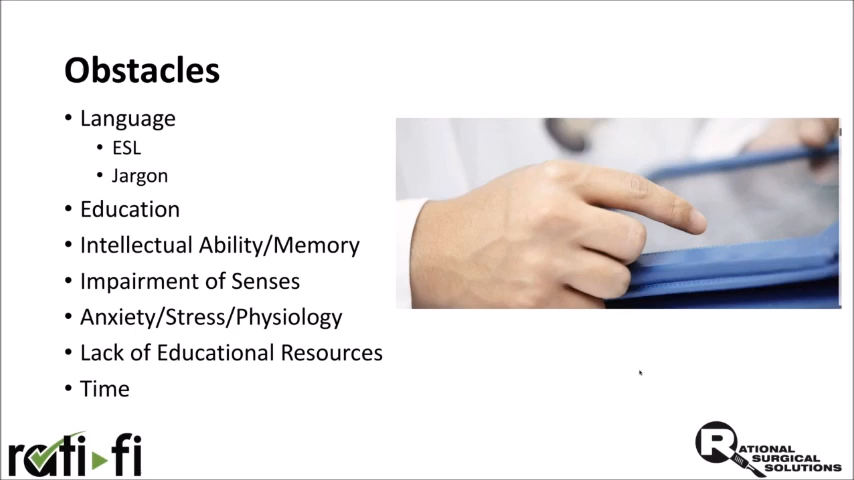 Obstacles
• Language
• ESL
• Jargon
• Education
• Intellectual Ability/Memory
• Impairment of Senses
• Anxiety/Stress/Physiology
• Lack of Educational Resources
• Time
rati-fi
RATIONAL
SURGICAL
SOLUTIONS